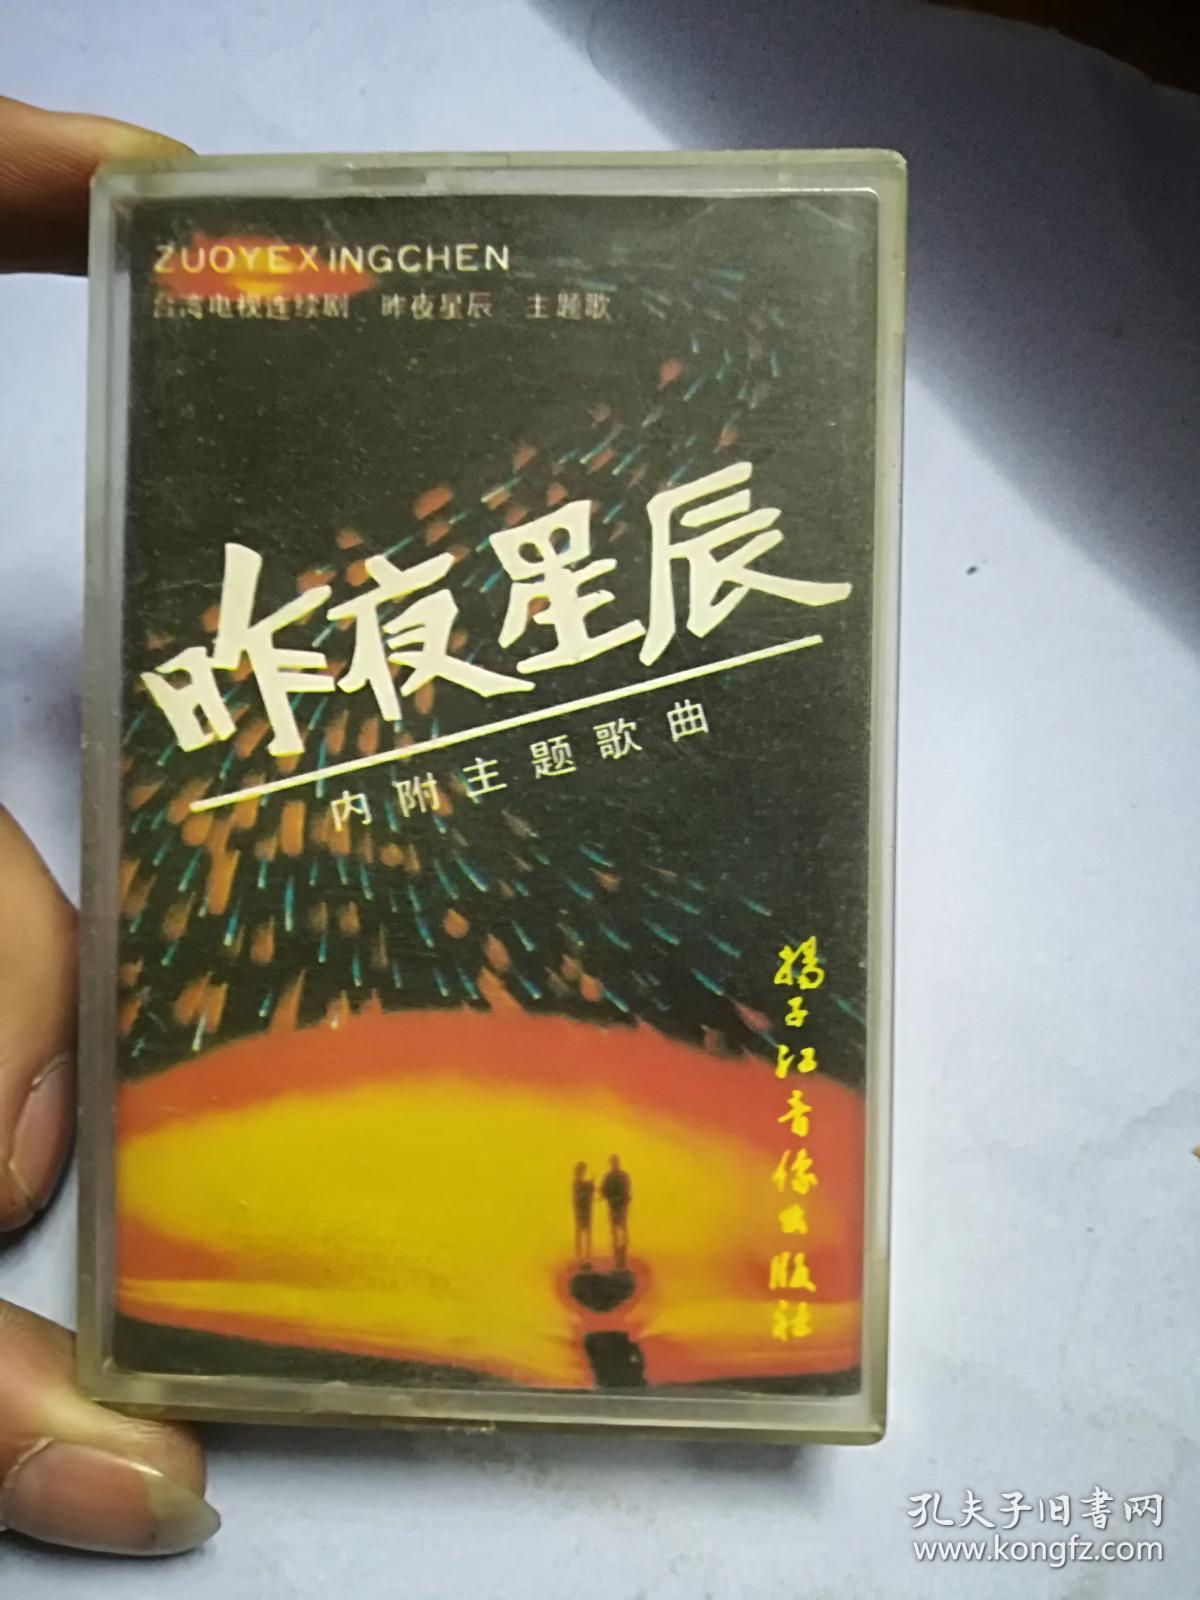 ZUOYEXINGCHEN
台湾电视连续剧 昨夜星辰 主题歌
昨夜星辰
内附主题歌曲
揚子江音像出版社
孔夫子旧書网
www.kongfz.com